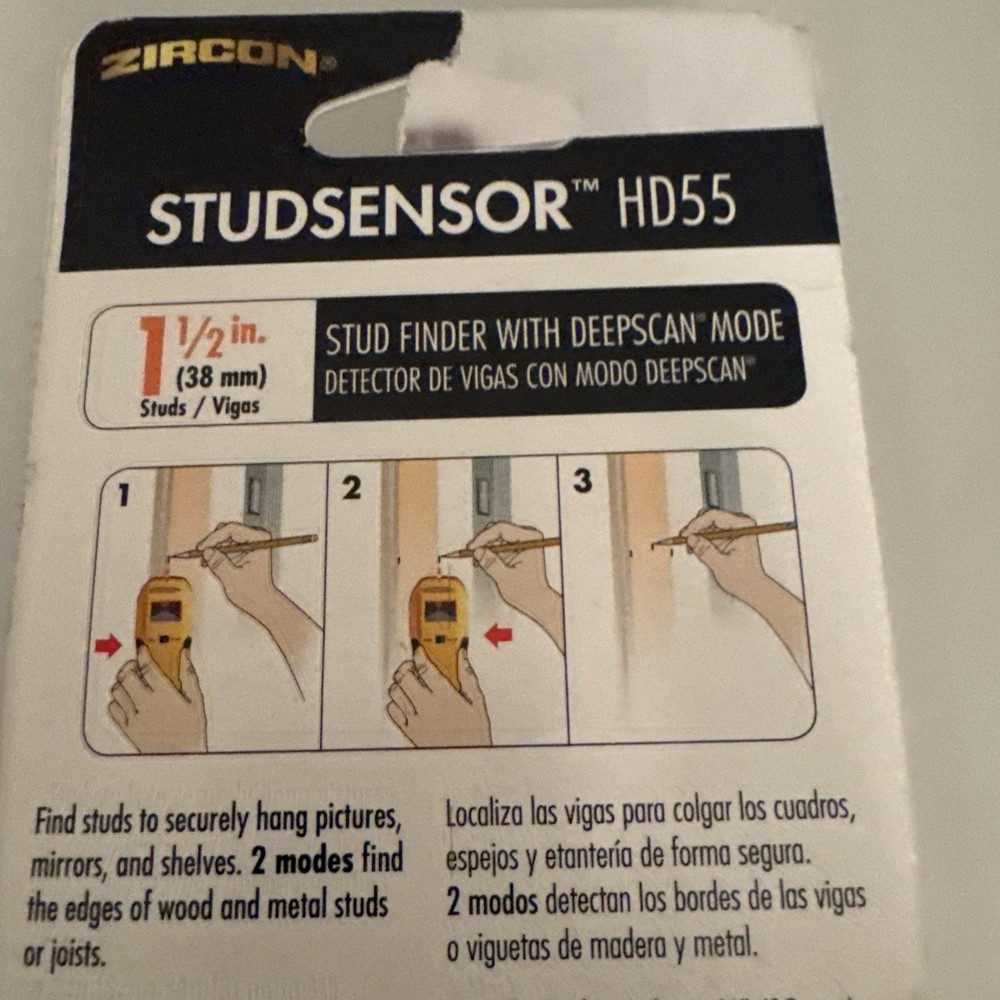 ZIRCON®
STUDSENSOR™ HD55
1 1/2 in.
(38 mm)
Studs / Vigas
STUD FINDER WITH DEEPSCAN® MODE
DETECTOR DE VIGAS CON MODO DEEPSCAN®
1
2
3
Find studs to securely hang pictures,
mirrors, and shelves. 2 modes find
the edges of wood and metal studs
or joists.
Localiza las vigas para colgar los cuadros,
espejos y etantería de forma segura.
2 modos detectan los bordes de las vigas
o viguetas de madera y metal.